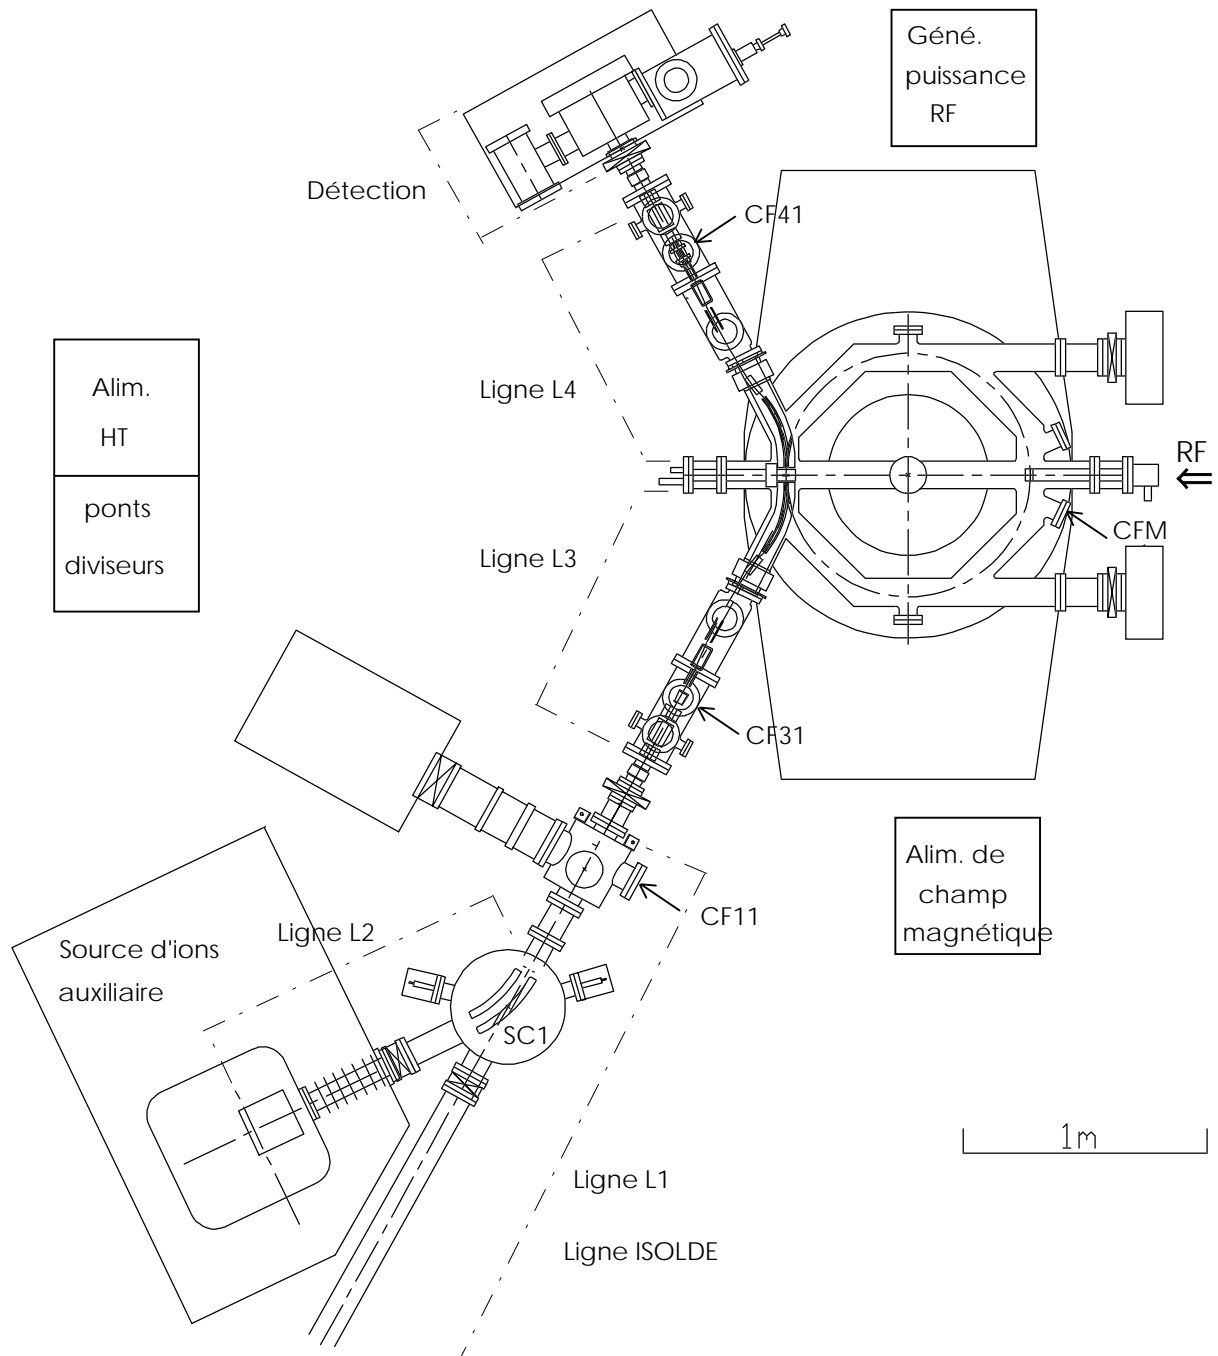 Géné.
puissance
RF
Détection
CF41
Alim.
HT
ponts
diviseurs
Ligne L4
RF
CFM
Ligne L3
CF31
Alim. de
champ
magnétique
CF11
Ligne L2
Source d'ions
auxiliaire
SC1
1m
Ligne L1
Ligne ISOLDE